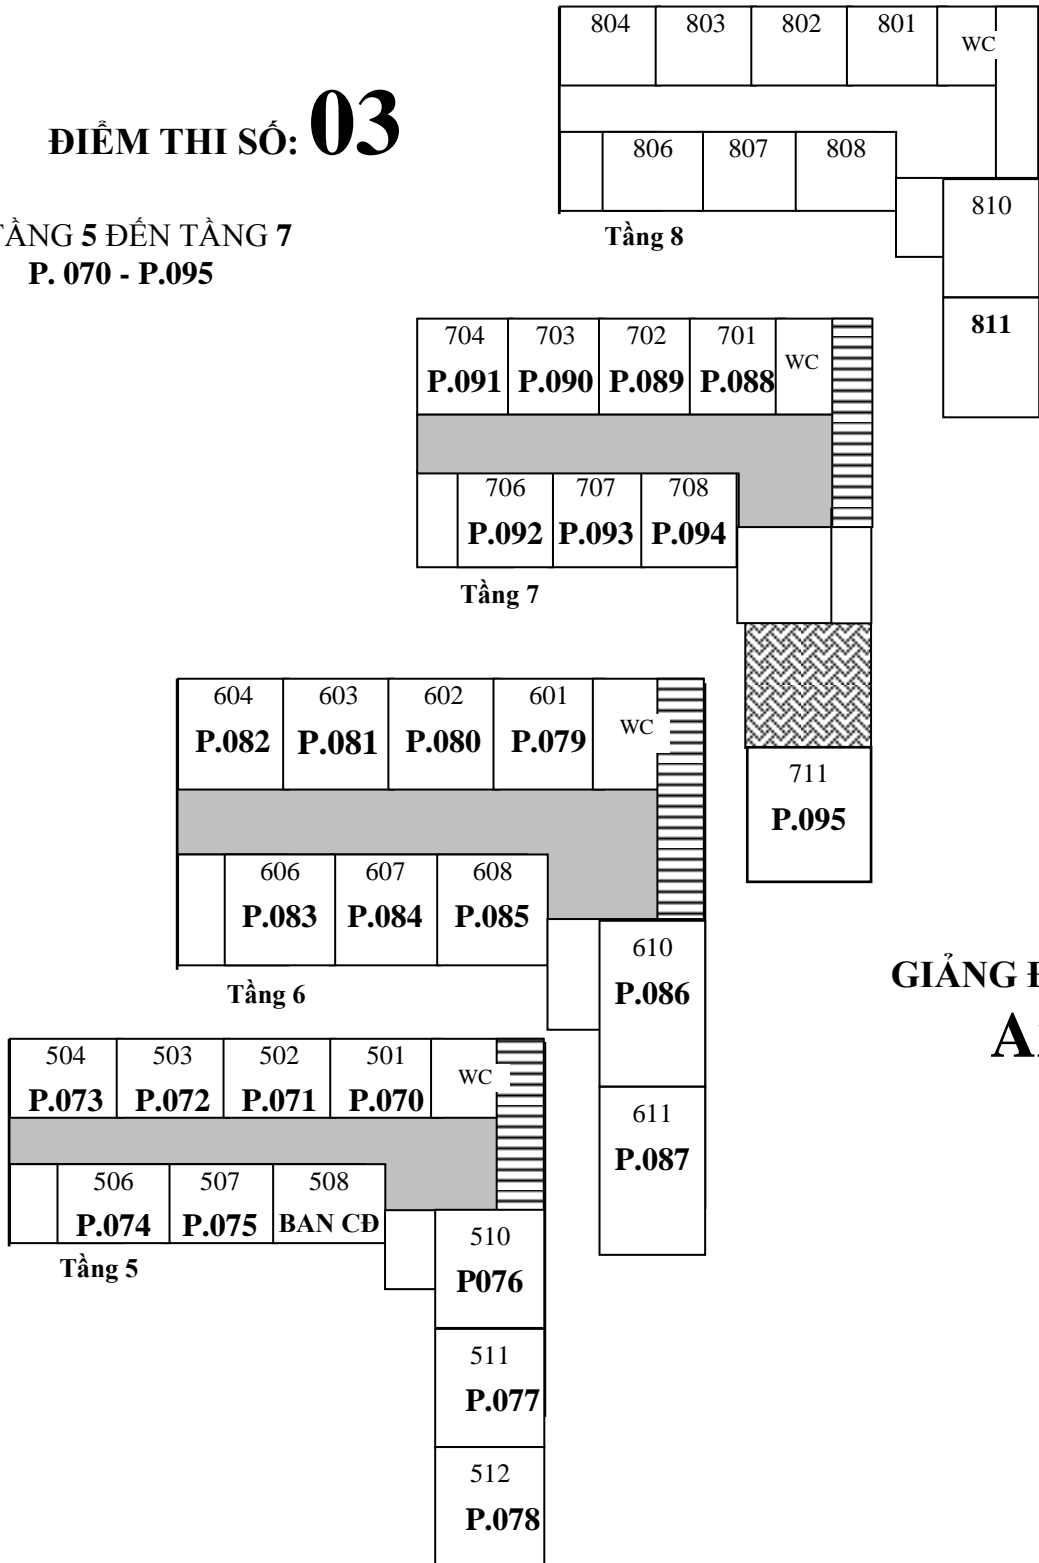 804 803 802 801 WC
ĐIỂM THI SỐ: 03
806 807 808
810
TẦNG 5 ĐẾN TẦNG 7
Tầng 8
P. 070 - P.095
811
704 703 702 701 WC
P.091 P.090 P.089 P.088
706 707 708
P.092 P.093 P.094
Tầng 7
604 603 602 601 WC
P.082 P.081 P.080 P.079
711
P.095
606 607 608
P.083 P.084 P.085
610
P.086
Tầng 6
GIẢNG
504 503 502 501 WC
P.073 P.072 P.071 P.070
611
P.087
506 507 508
P.074 P.075 BAN CĐ
510
P076
Tầng 5
511
P.077
512
P.078